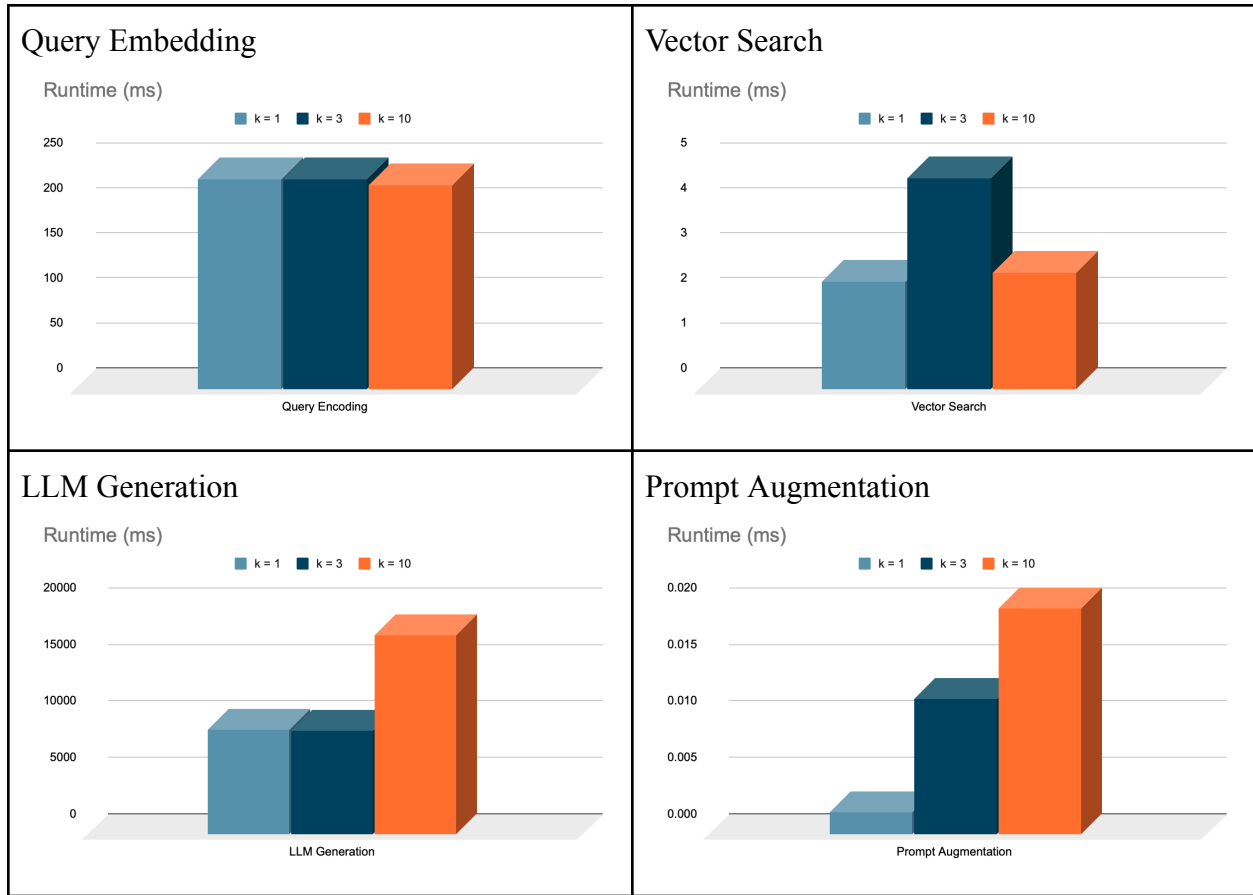 Query Embedding
Runtime (ms)
k = 1 k = 3 k = 10
250
200
150
100
50
0
Query Encoding
Vector Search
Runtime (ms)
k = 1 k = 3 k = 10
5
4
3
2
1
0
Vector Search
LLM Generation
Runtime (ms)
k = 1 k = 3 k = 10
20000
15000
10000
5000
0
LLM Generation
Prompt Augmentation
Runtime (ms)
k = 1 k = 3 k = 10
0.020
0.015
0.010
0.005
0.000
Prompt Augmentation